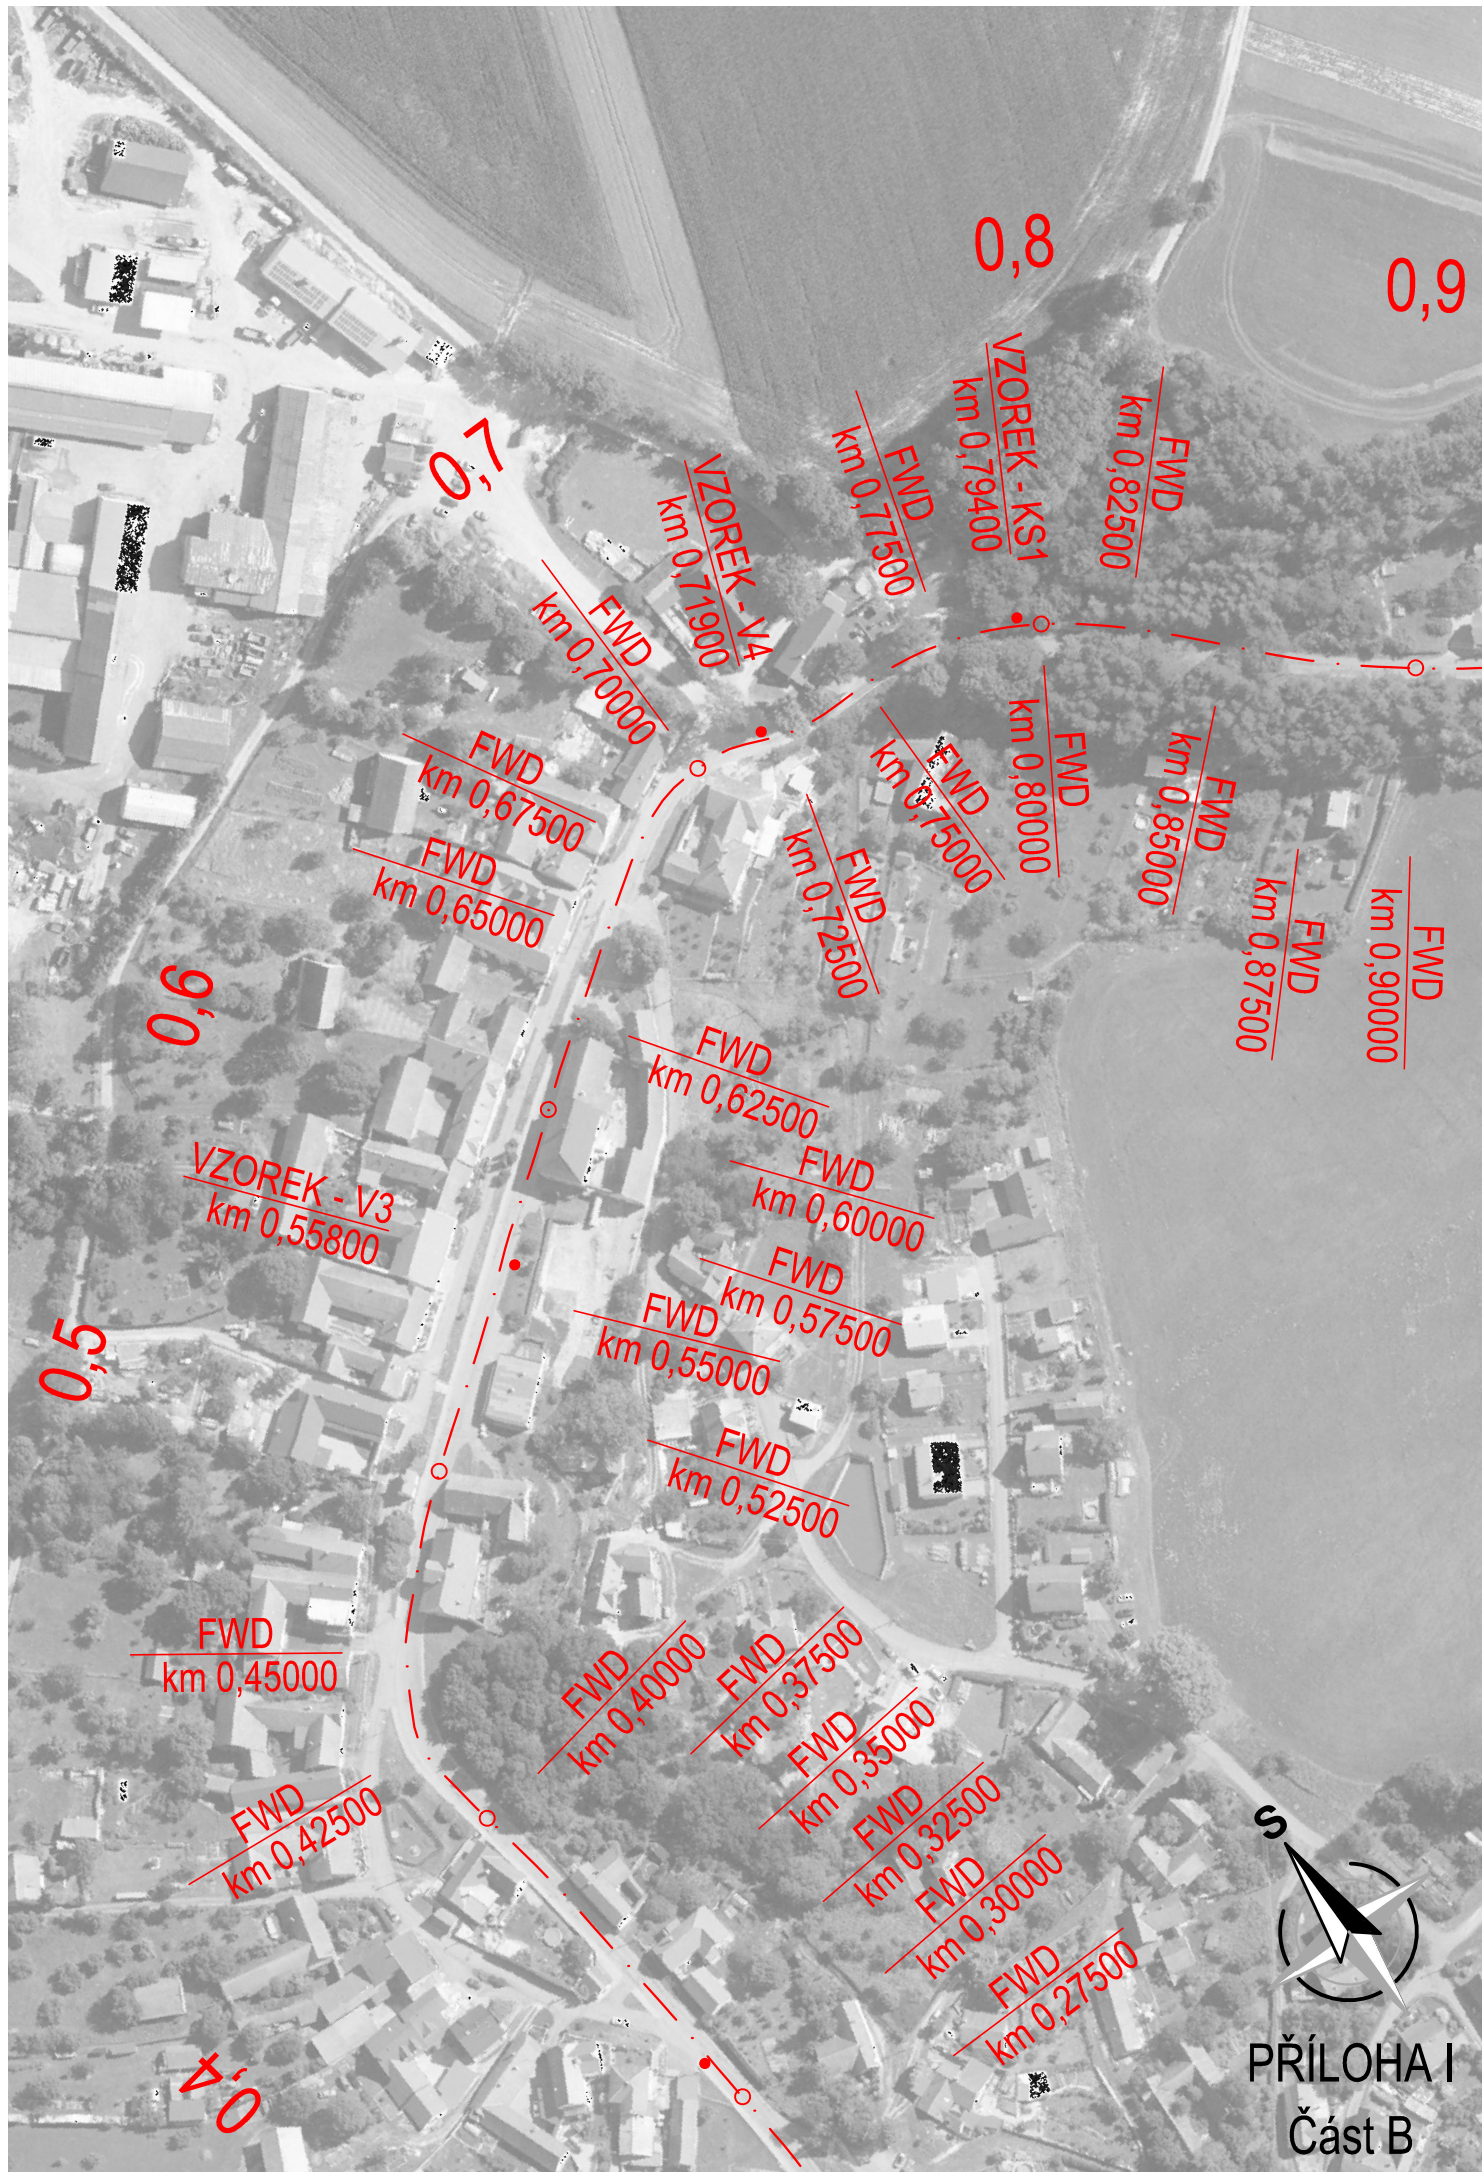 0,8
0,9
0,7
VZOREK - KS1
km 0,79400
FWD
km 0,82500
FWD
km 0,77500
VZOREK - V4
km 0,71900
FWD
km 0,70000
FWD
km 0,67500
FWD
km 0,65000
FWD
km 0,72500
FWD
km 0,75000
FWD
km 0,80000
FWD
km 0,85000
FWD
km 0,87500
FWD
km 0,90000
0,6
FWD
km 0,62500
VZOREK - V3
km 0,55800
FWD
km 0,60000
FWD
km 0,57500
FWD
km 0,55000
0,5
FWD
km 0,52500
FWD
km 0,45000
FWD
km 0,40000
FWD
km 0,37500
FWD
km 0,35000
FWD
km 0,32500
FWD
km 0,30000
FWD
km 0,27500
FWD
km 0,42500
0,4
S
PŘÍLOHA I
Část B